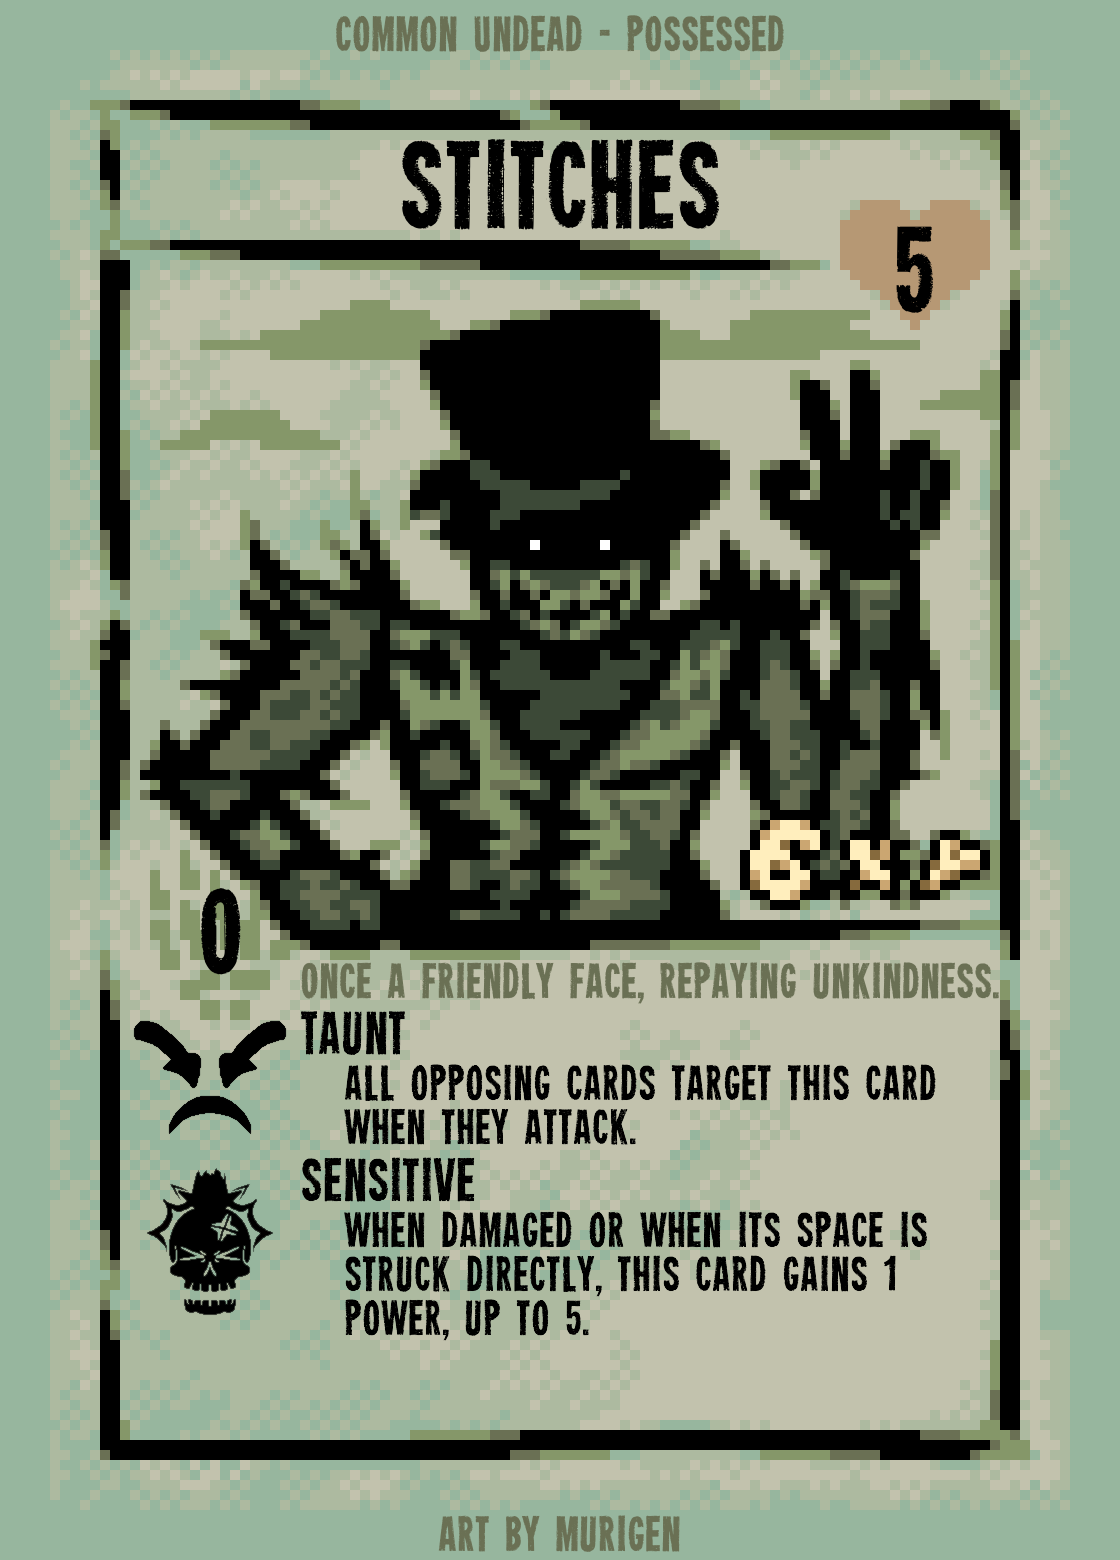 COMMON UNDEAD - POSSESSED
STITCHES
5
6 X
0
ONCE A FRIENDLY FACE, REPAYING UNKINDNESS.
TAUNT
ALL OPPOSING CARDS TARGET THIS CARD
WHEN THEY ATTACK.
SENSITIVE
WHEN DAMAGED OR WHEN ITS SPACE IS
STRUCK DIRECTLY, THIS CARD GAINS 1
POWER, UP TO 5.
ART BY MURIGEN